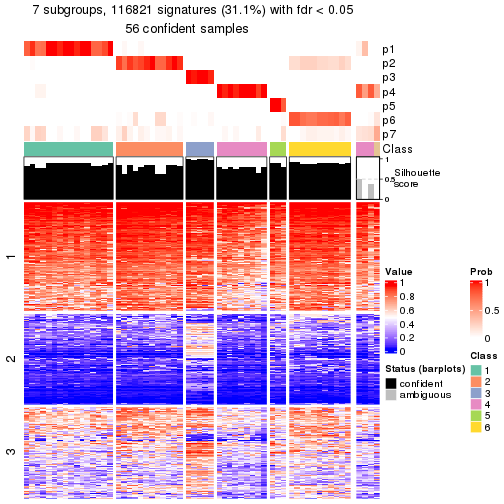 7 subgroups, 116821 signatures (31.1%) with fdr < 0.05
56 confident samples
p1
p2
p3
p4
p5
p6
p7
Class
1
0.5
0
Silhouette
score
1
2
3
Value
1
0.8
0.6
0.4
0.2
0
Prob
1
0.5
0
Status (barplots)
confident
ambiguous
Class
1
2
3
4
5
6